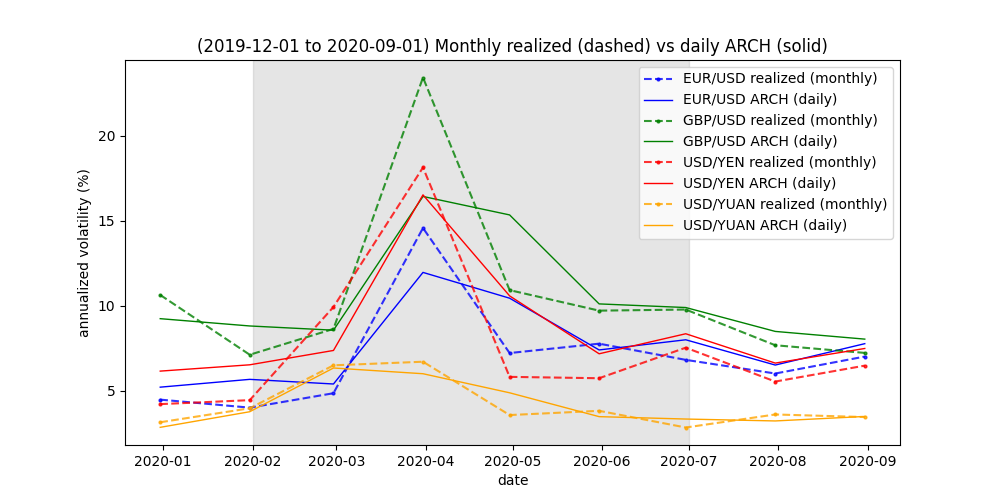 (2019-12-01 to 2020-09-01) Monthly realized (dashed) vs daily ARCH (solid)
EUR/USD realized (monthly)
EUR/USD ARCH (daily)
GBP/USD realized (monthly)
GBP/USD ARCH (daily)
USD/YEN realized (monthly)
USD/YEN ARCH (daily)
USD/YUAN realized (monthly)
USD/YUAN ARCH (daily)
annualized volatility (%)
20
15
10
5
2020-01 2020-02 2020-03 2020-04 2020-05 2020-06 2020-07 2020-08 2020-09
date